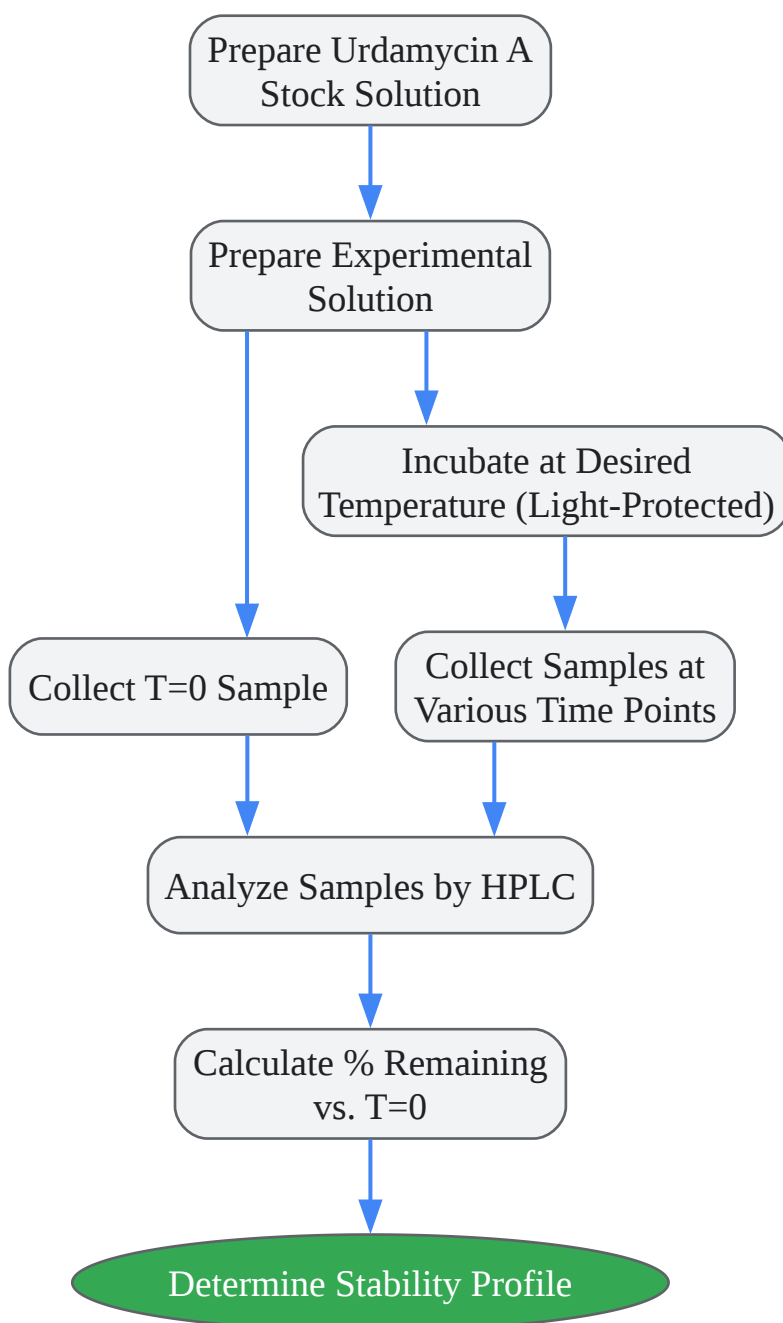 Prepare Urdamycin A
Stock Solution
Prepare Experimental
Solution
Incubate at Desired
Temperature (Light-Protected)
Collect T=0 Sample
Collect Samples at
Various Time Points
Analyze Samples by HPLC
Calculate % Remaining
vs. T=0
Determine Stability Profile